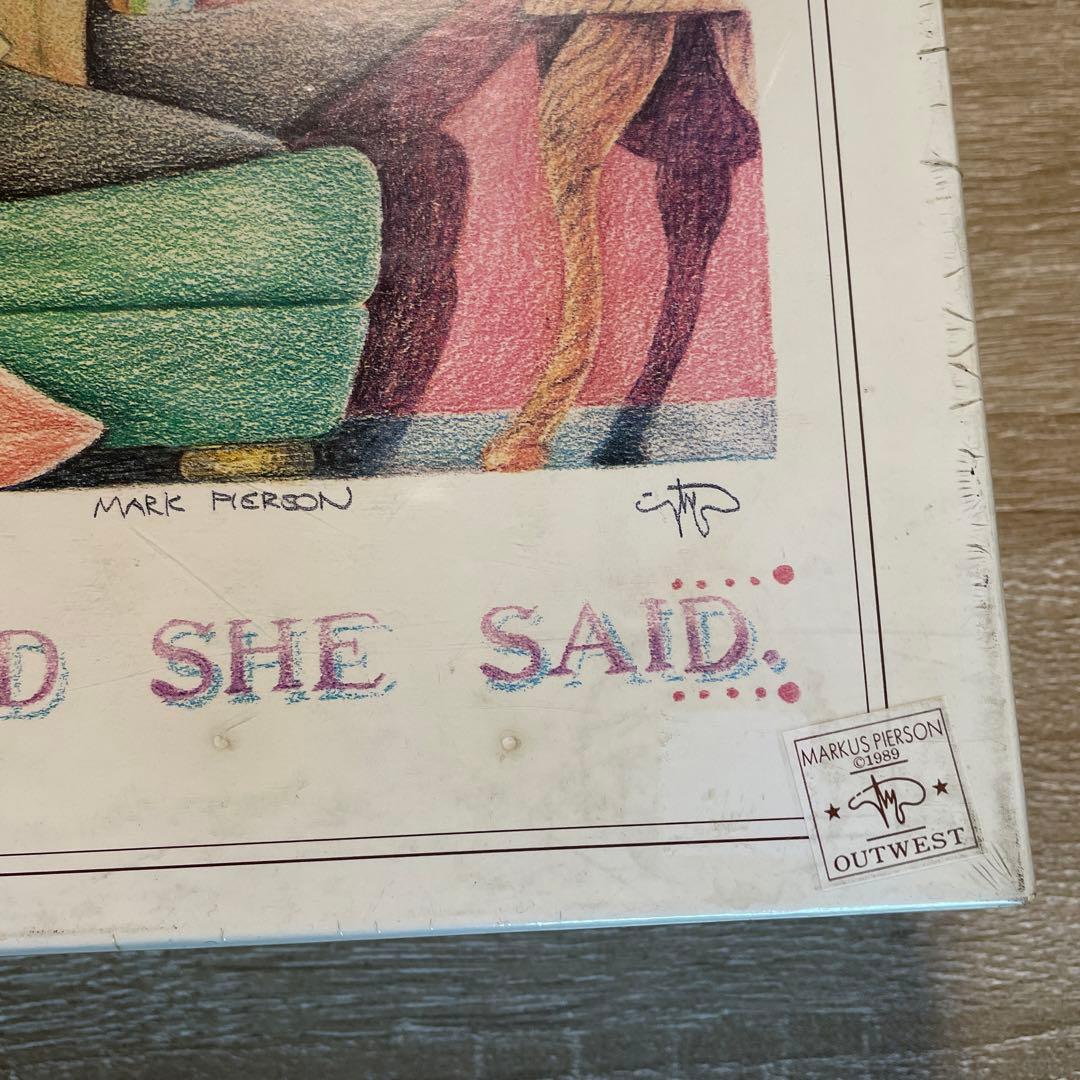 MARK PIERSON
D SHE SAID.
MARKUS PIERSON
©1989
OUTWEST